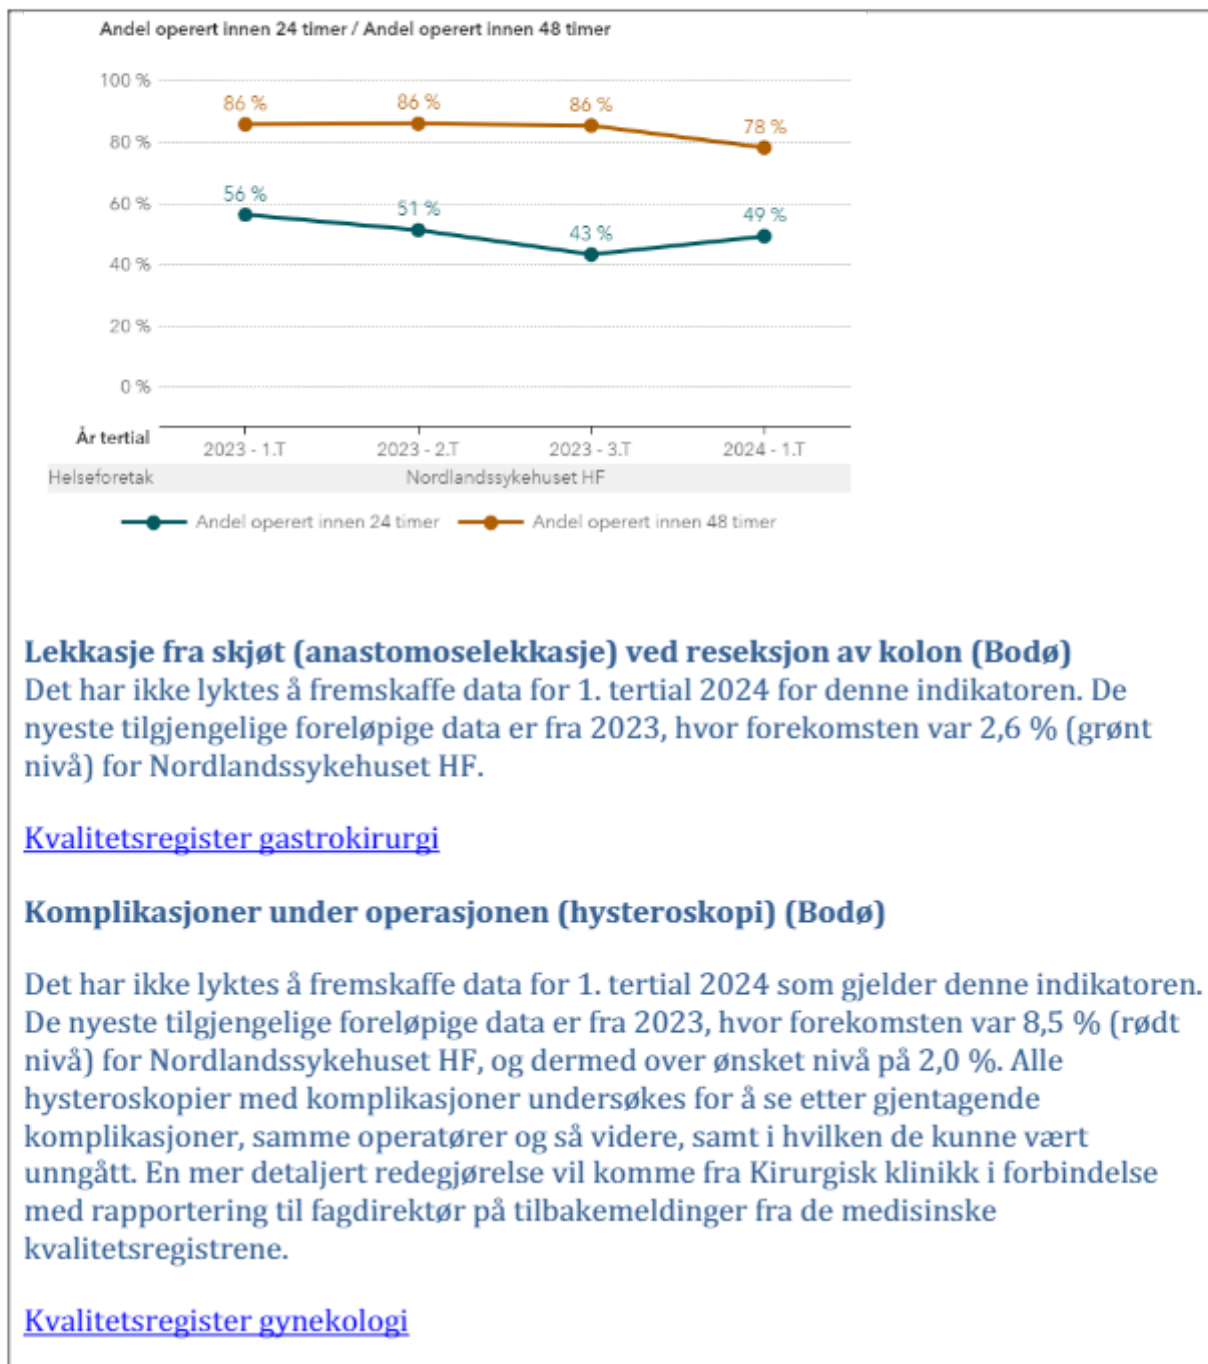 Andel operert innen 24 timer / Andel operert innen 48 timer
100 %
80 %
60 %
40 %
20 %
0 %
86 %
86 %
86 %
78 %
56 %
51 %
43 %
49 %
År tertial
2023 - 1.T
2023 - 2.T
2023 - 3.T
2024 - 1.T
Helseforetak
Nordlandssykehuset HF
Andel operert innen 24 timer
Andel operert innen 48 timer
Lekkasje fra skjøt (anastomoselekkasje) ved reseksjon av kolon (Bodø)
Det har ikke lyktes å fremskaffe data for 1. tertial 2024 for denne indikatoren. De
nyeste tilgjengelige foreløpige data er fra 2023, hvor forekomsten var 2,6 % (grønt
nivå) for Nordlandssykehuset HF.
Kvalitetsregister gastrokirurgi
Komplikasjoner under operasjonen (hysteroskopi) (Bodø)
Det har ikke lyktes å fremskaffe data for 1. tertial 2024 som gjelder denne indikatoren.
De nyeste tilgjengelige foreløpige data er fra 2023, hvor forekomsten var 8,5 % (rødt
nivå) for Nordlandssykehuset HF, og dermed over ønsket nivå på 2,0 %. Alle
hysteroskopier med komplikasjoner undersøkes for å se etter gjentagende
komplikasjoner, samme operatører og så videre, samt i hvilken de kunne vært
unngått. En mer detaljert redegjørelse vil komme fra Kirurgisk klinikk i forbindelse
med rapportering til fagdirektør på tilbakemeldinger fra de medisinske
kvalitetsregistrene.
Kvalitetsregister gynekologi